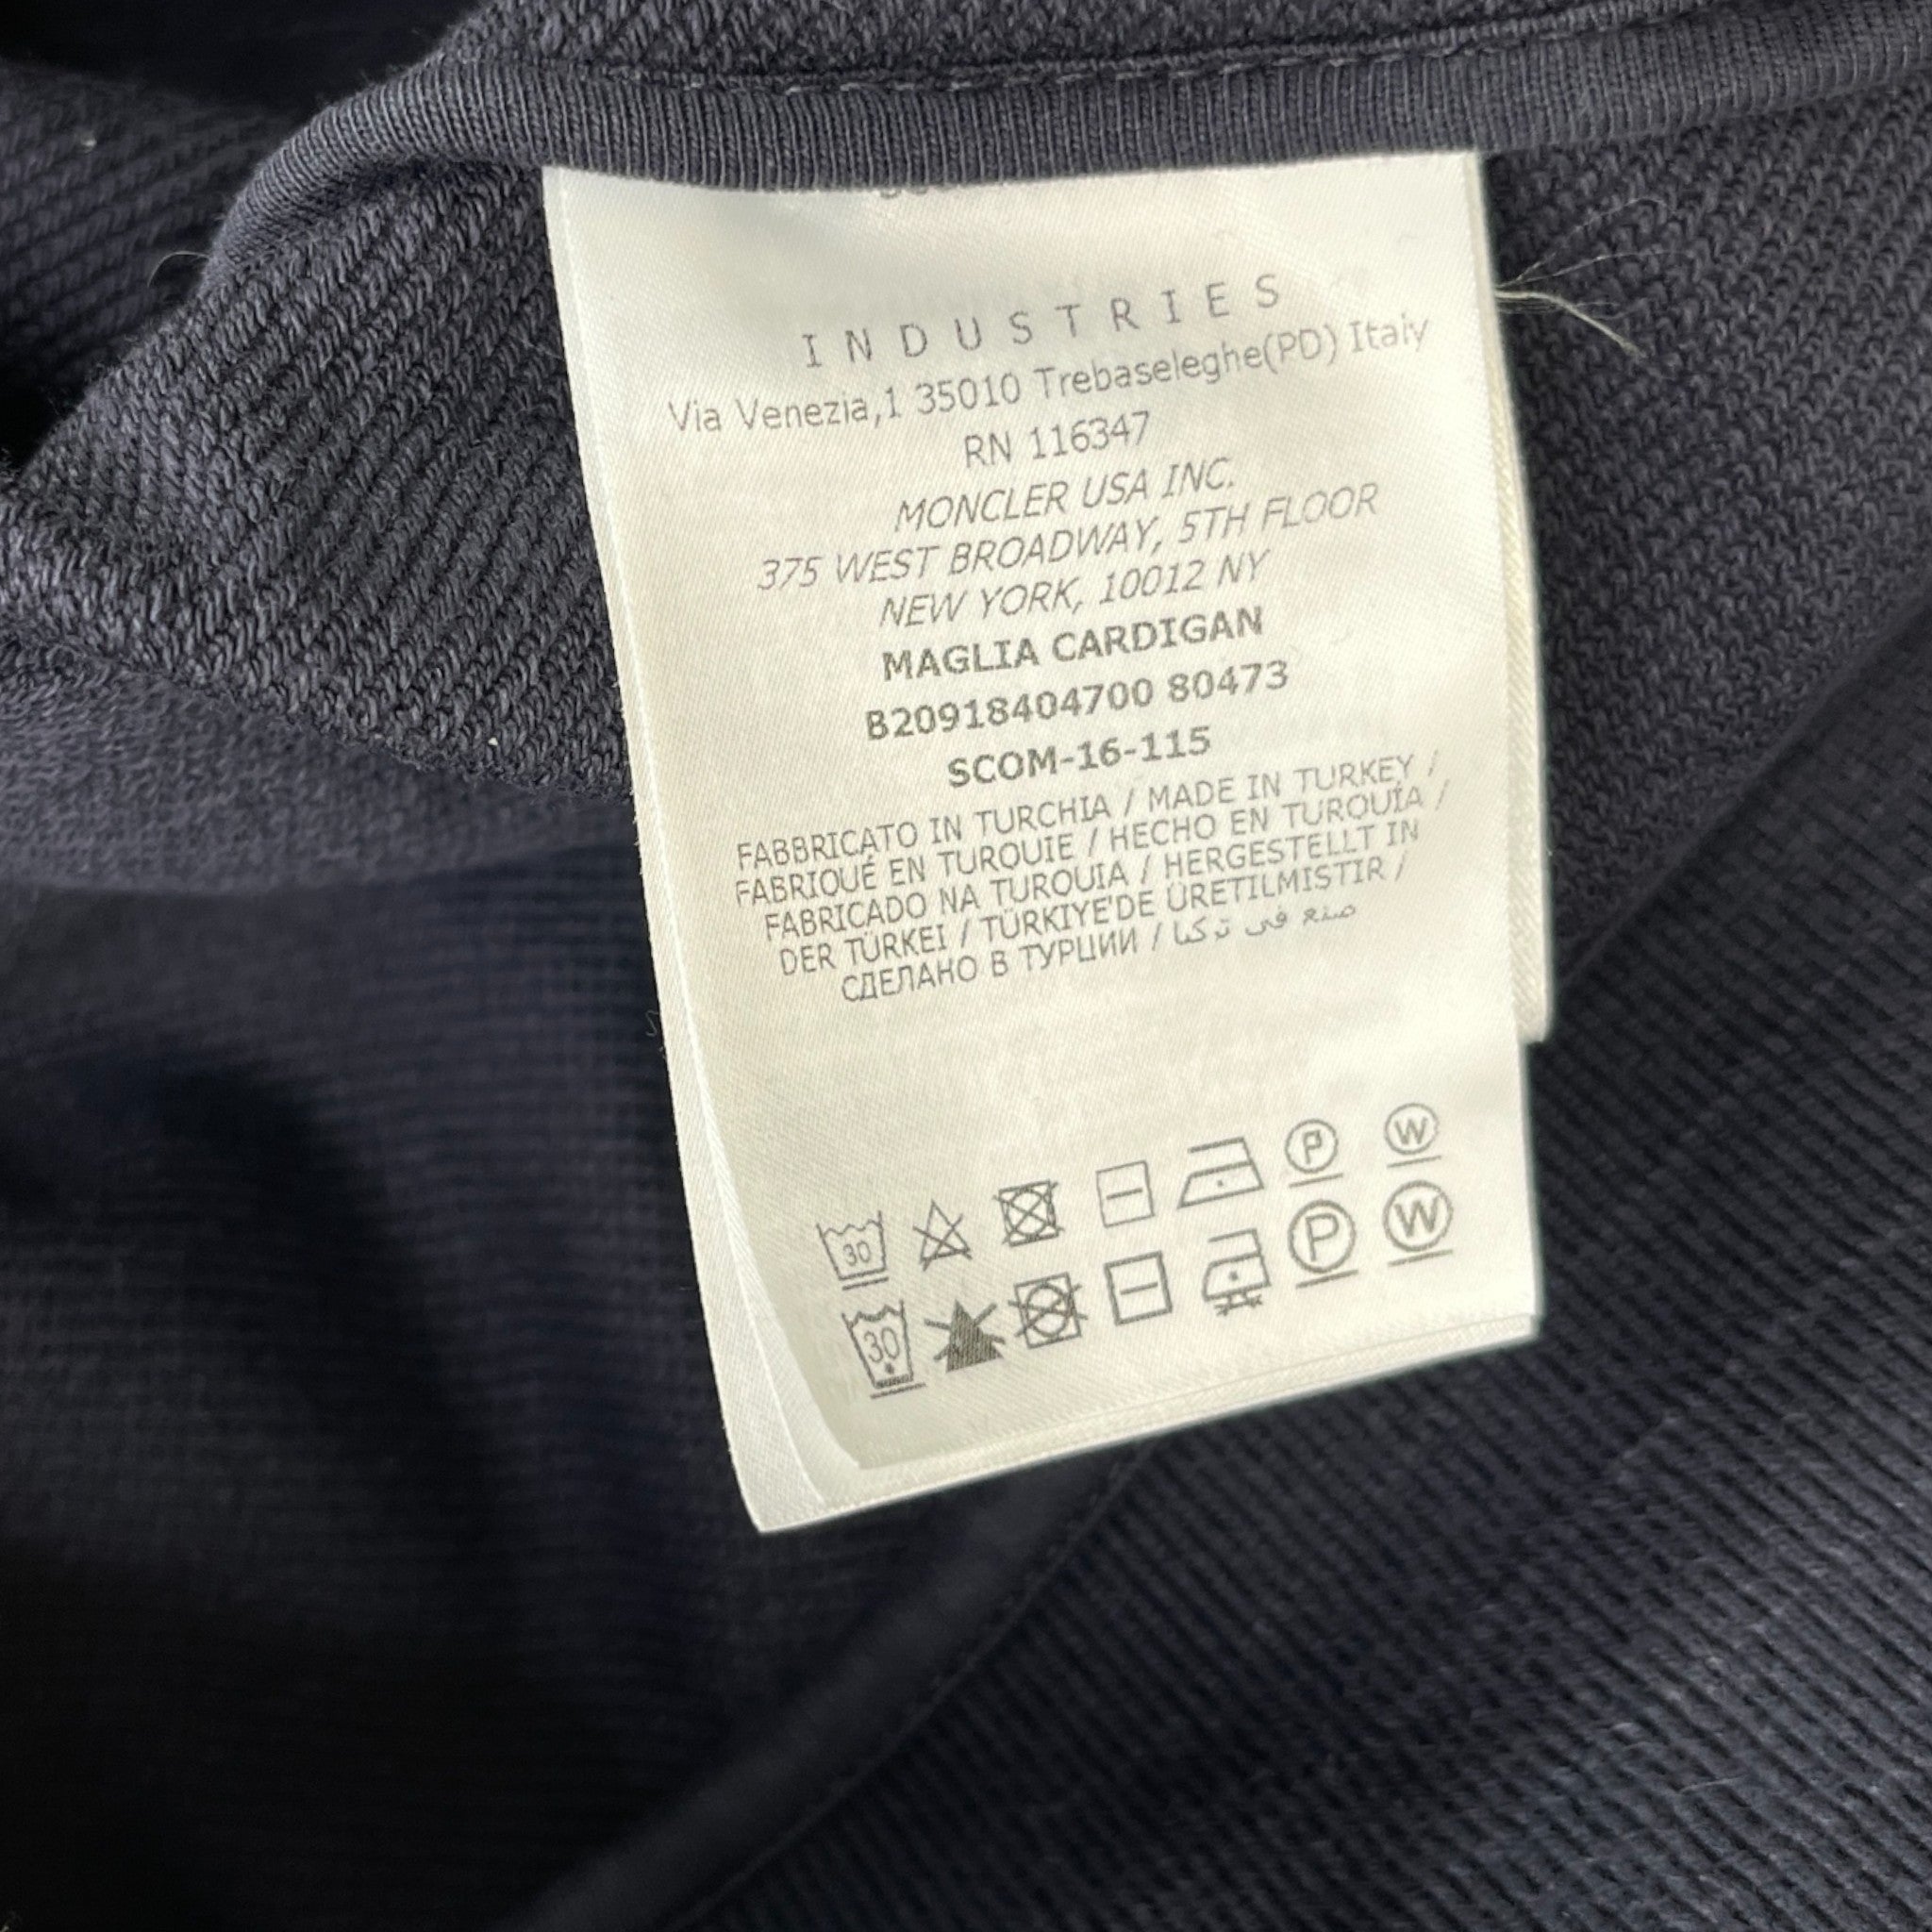 INDUSTRIES
Via Venezia,1 35010 Trebaseleghe(PD) Italy
RN 116347
MONCLER USA INC.
375 WEST BROADWAY, 5TH FLOOR
NEW YORK, 10012 NY
MAGLIA CARDIGAN
B20918404700 80473
SCOM-16-115
FABBRICATO IN TURCHIA / MADE IN TURKEY /
FABRIQUÉ EN TURQUIE / HECHO EN TURQUÍA /
FABRICADO NA TURQUIA / HERGESTELLT IN
DER TÜRKEI / TÜRKIYE'DE ÜRETILMISTIR /
СДЕЛАНО В ТУРЦИИ / صنع في تركيا
30 P W
30 P W